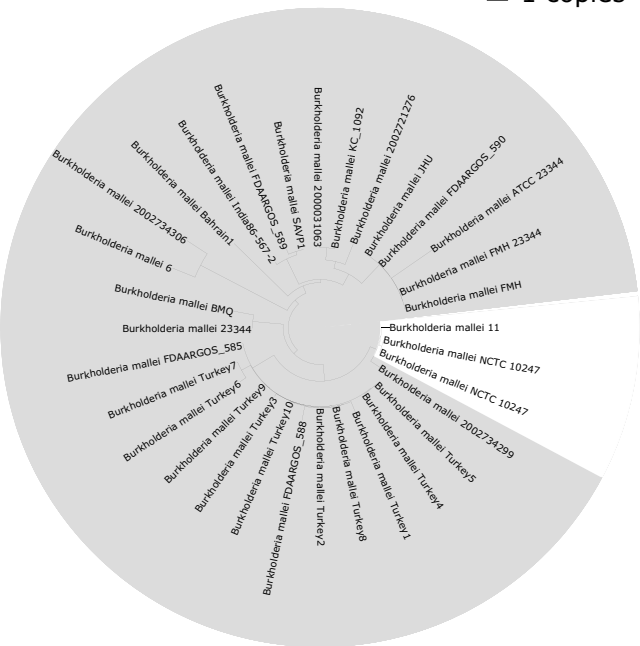 Burkholderia mallei 11
Burkholderia mallei NCTC 10247
Burkholderia mallei NCTC 10247
Burkholderia mallei 2002734299
Burkholderia mallei Turkey5
Burkholderia mallei Turkey4
Burkholderia mallei Turkey1
Burkholderia mallei Turkey8
Burkholderia mallei Turkey2
Burkholderia mallei FDAARGOS_588
Burkholderia mallei Turkey10
Burkholderia mallei Turkey3
Burkholderia mallei Turkey9
Burkholderia mallei Turkey6
Burkholderia mallei Turkey7
Burkholderia mallei FDAARGOS_585
Burkholderia mallei 23344
Burkholderia mallei BMQ
Burkholderia mallei 6
Burkholderia mallei 2002734306
Burkholderia mallei Bahrain1
Burkholderia mallei India86-567-2
Burkholderia mallei FDAARGOS_589
Burkholderia mallei SAVP1
Burkholderia mallei 2000031063
Burkholderia mallei KC_1092
Burkholderia mallei 2002721276
Burkholderia mallei JHU
Burkholderia mallei FDAARGOS_590
Burkholderia mallei ATCC 23344
Burkholderia mallei FMH 23344
Burkholderia mallei FMH